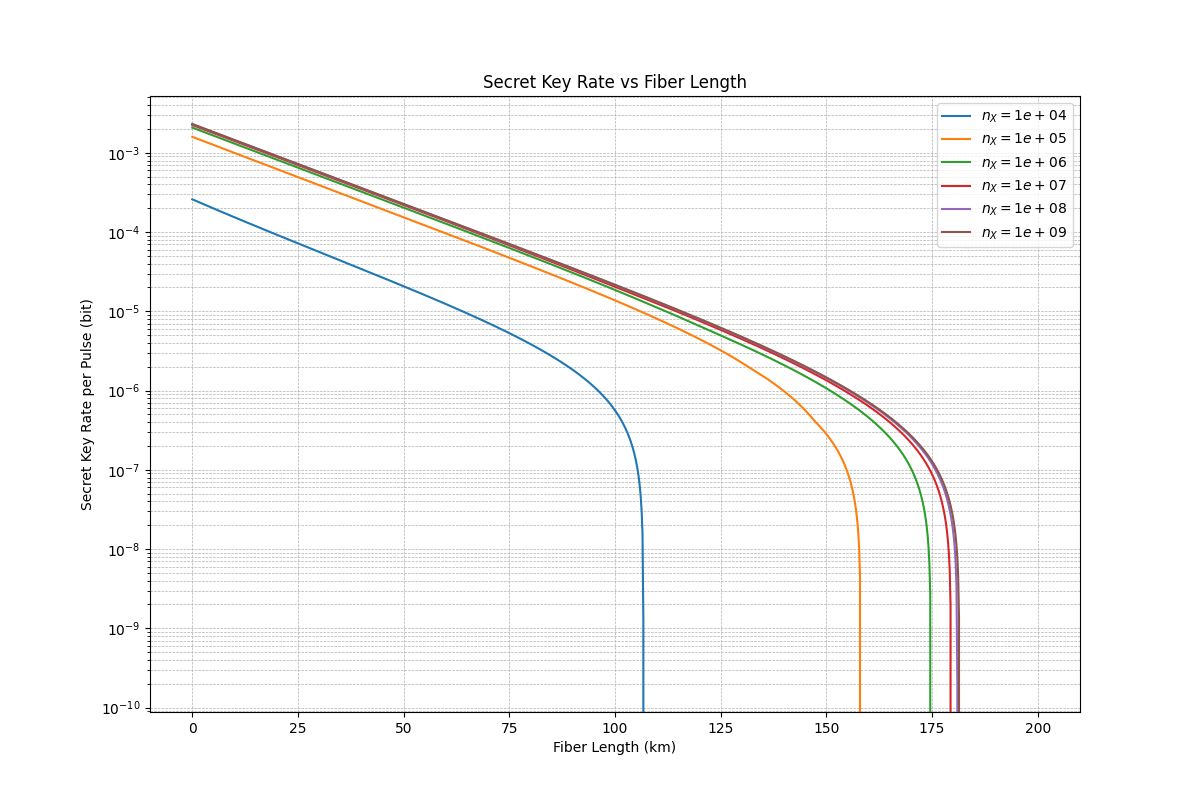 Secret Key Rate vs Fiber Length
Secret Key Rate per Pulse (bit)
10⁻³
10⁻⁴
10⁻⁵
10⁻⁶
10⁻⁷
10⁻⁸
10⁻⁹
10⁻¹⁰
n_X = 1e + 04
n_X = 1e + 05
n_X = 1e + 06
n_X = 1e + 07
n_X = 1e + 08
n_X = 1e + 09
0 25 50 75 100 125 150 175 200
Fiber Length (km)